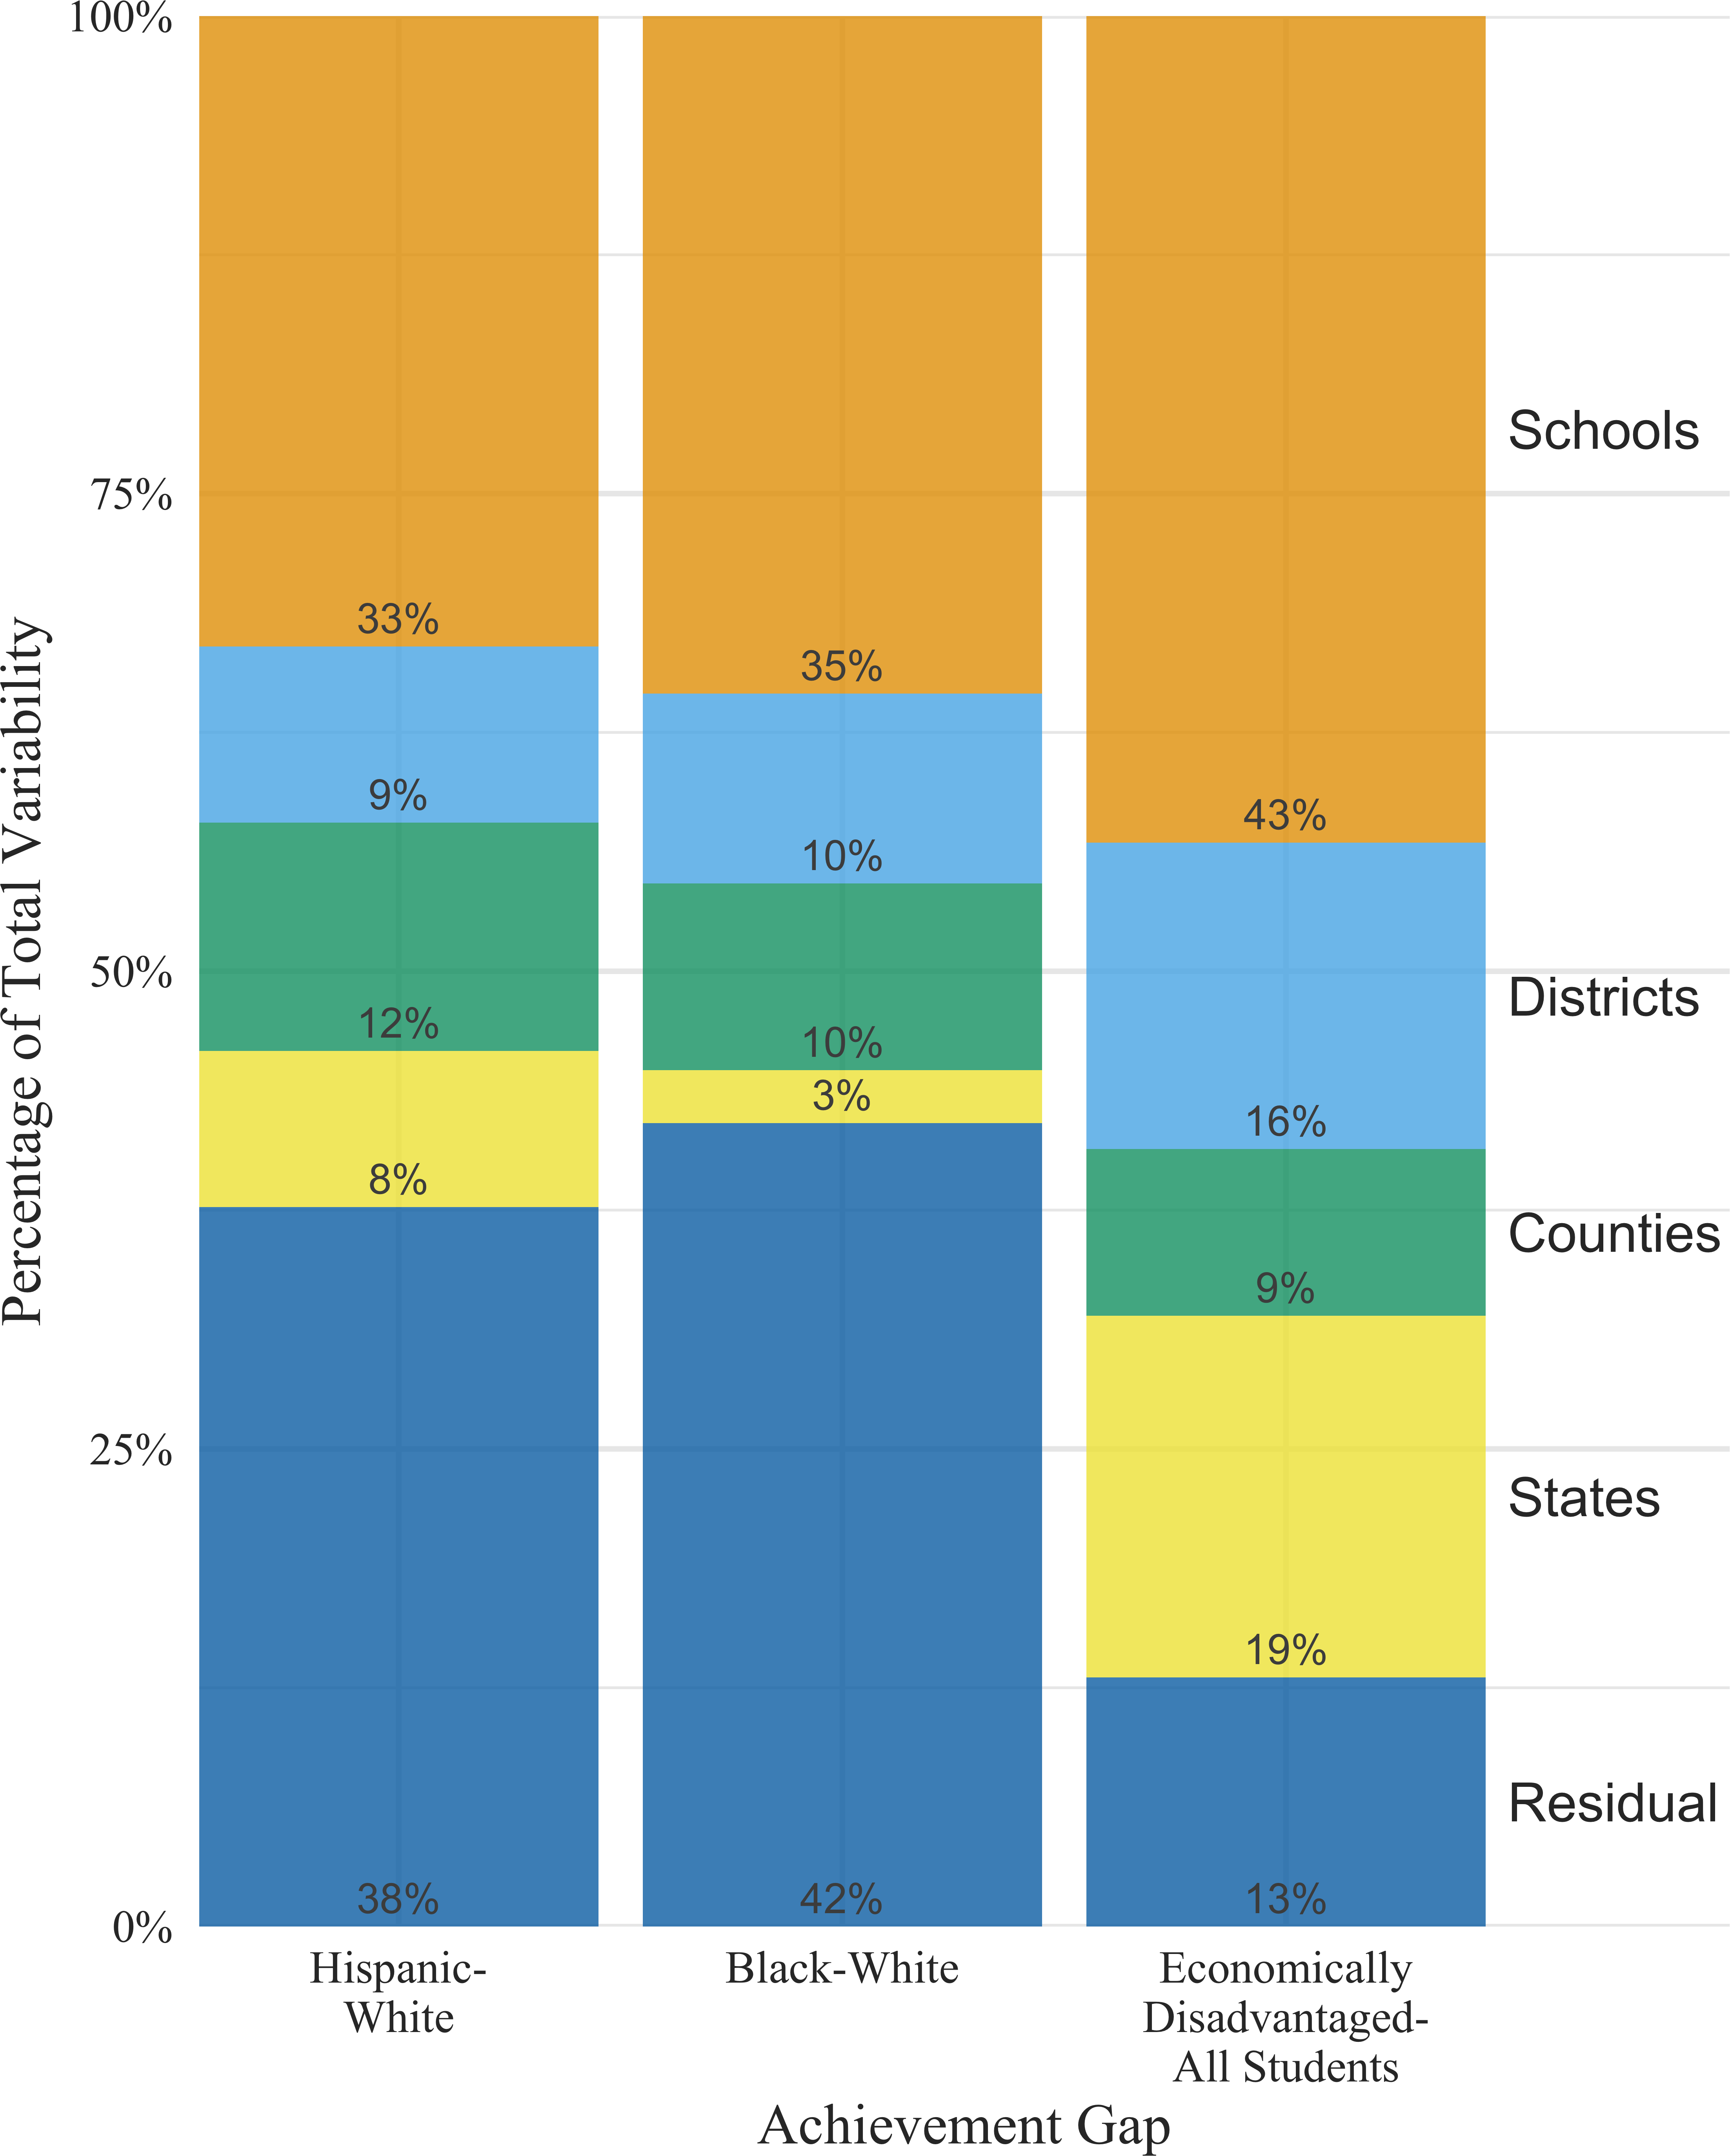 Percentage of Total Variability
100%
75%
50%
25%
0%
33%
9%
12%
8%
38%
35%
10%
10%
3%
42%
43%
16%
9%
19%
13%
Schools
Districts
Counties
States
Residual
Hispanic-
White
Black-White
Economically
Disadvantaged-
All Students
Achievement Gap